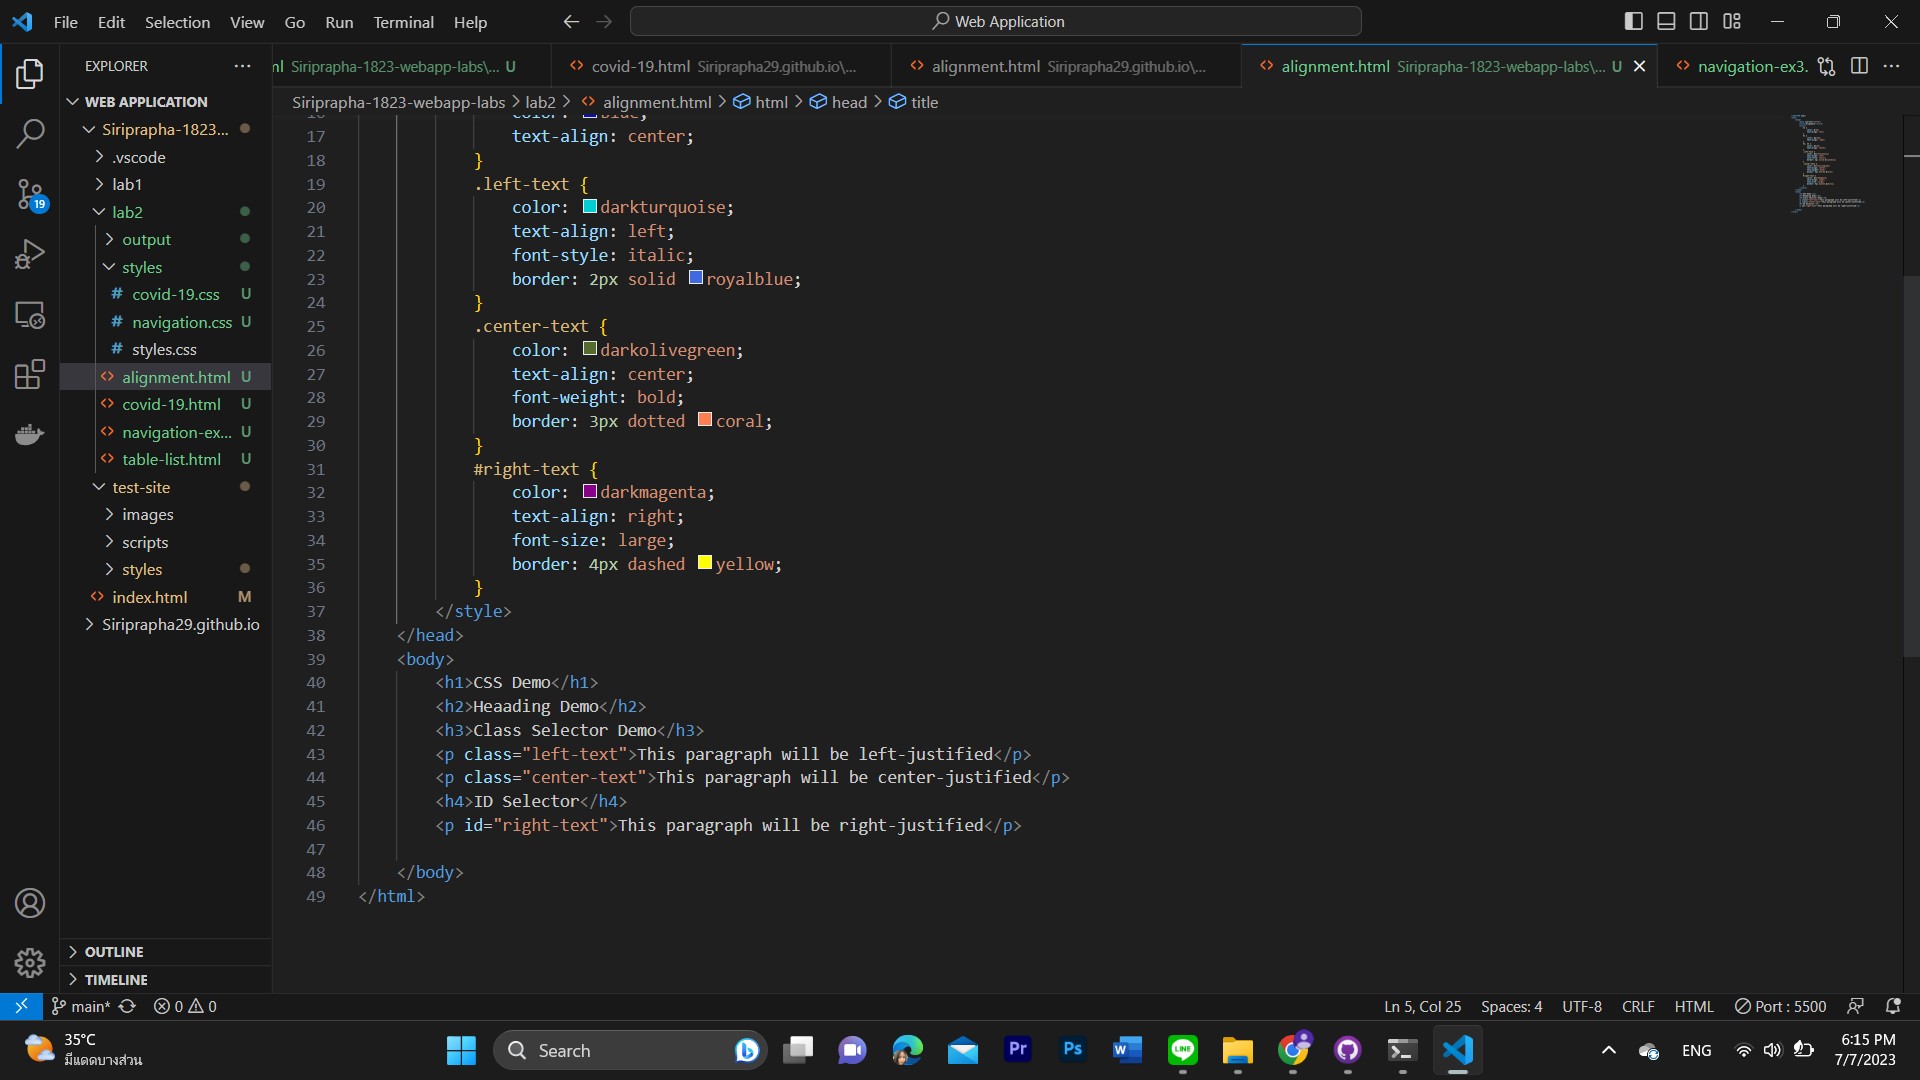 File Edit Selection View Go Run Terminal Help
Web Application
EXPLORER
Siriprapha-1823-webapp-labs\... U
covid-19.html Siriprapha29.github.io\...
alignment.html Siriprapha29.github.io\...
alignment.html Siriprapha-1823-webapp-labs\... U
navigation-ex3.
Siriprapha-1823-webapp-labs > lab2 > alignment.html > html > head > title
WEB APPLICATION
Siriprapha-1823...
.vscode
lab1
lab2
output
styles
covid-19.css U
navigation.css U
styles.css
alignment.html U
covid-19.html U
navigation-ex... U
table-list.html U
test-site
images
scripts
styles
index.html M
Siriprapha29.github.io
OUTLINE
TIMELINE
19
16 color: blue;
17 text-align: center;
18 }
19 .left-text {
20 color: darkturquoise;
21 text-align: left;
22 font-style: italic;
23 border: 2px solid royalblue;
24 }
25 .center-text {
26 color: darkolivegreen;
27 text-align: center;
28 font-weight: bold;
29 border: 3px dotted coral;
30 }
31 #right-text {
32 color: darkmagenta;
33 text-align: right;
34 font-size: large;
35 border: 4px dashed yellow;
36 }
37 </style>
38 </head>
39 <body>
40 <h1>CSS Demo</h1>
41 <h2>Heaading Demo</h2>
42 <h3>Class Selector Demo</h3>
43 <p class="left-text">This paragraph will be left-justified</p>
44 <p class="center-text">This paragraph will be center-justified</p>
45 <h4>ID Selector</h4>
46 <p id="right-text">This paragraph will be right-justified</p>
47
48 </body>
49 </html>
main* 0 0
Ln 5, Col 25 Spaces: 4 UTF-8 CRLF HTML Port : 5500
35°C
มีแดดบางส่วน
Search
Pr
Ps
W
LINE
ENG
6:15 PM
7/7/2023